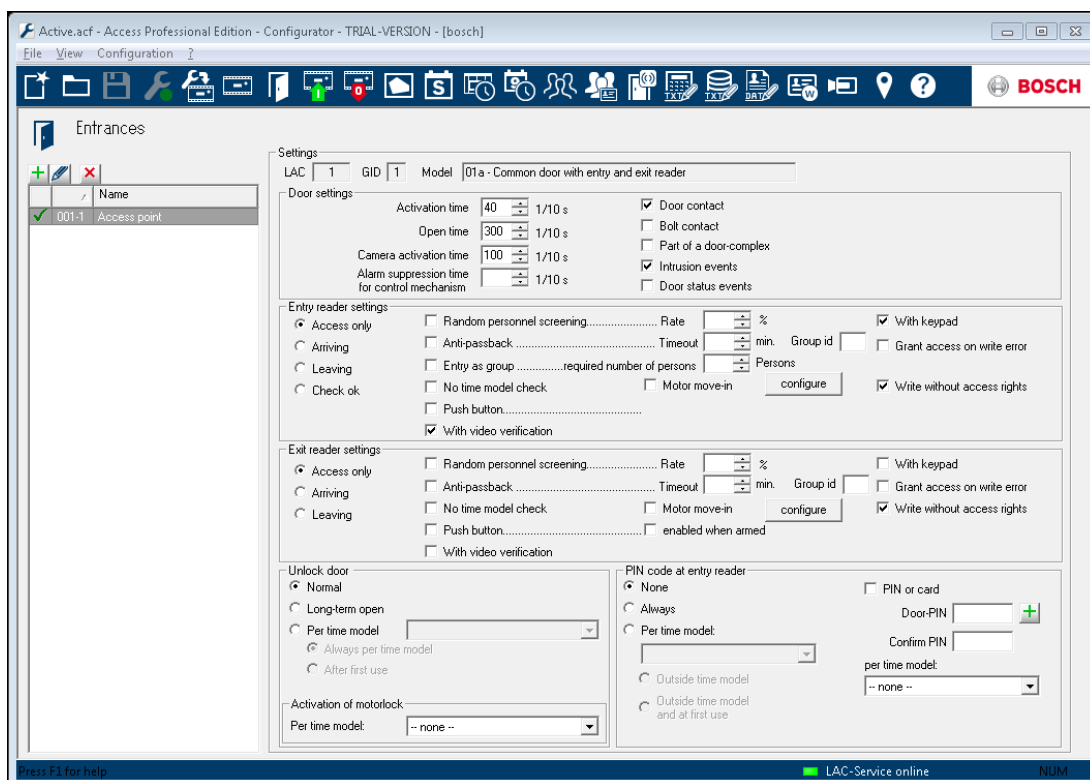 Active.acf - Access Professional Edition - Configurator - TRIAL-VERSION - [bosch]
File View Configuration ?
S TXT TXT DATA W ? BOSCH
Entrances
Name
001-1 Access point
Settings
LAC 1 GID 1 Model 01a - Common door with entry and exit reader
Door settings
Activation time 40 1/10 s Door contact
Open time 300 1/10 s Bolt contact
Camera activation time 100 1/10 s Part of a door-complex
Alarm suppression time for control mechanism 1/10 s Intrusion events
Door status events
Entry reader settings
Access only Random personnel screening........................ Rate % With keypad
Arriving Anti-passback .................................... Timeout min. Group id Grant access on write error
Leaving Entry as group ...............required number of persons Persons
Check ok No time model check Motor move-in configure Write without access rights
Push button..........................................
With video verification
Exit reader settings
Access only Random personnel screening........................ Rate % With keypad
Arriving Anti-passback .................................... Timeout min. Group id Grant access on write error
Leaving No time model check Motor move-in configure Write without access rights
Push button.......................................... enabled when armed
With video verification
Unlock door
Normal
Long-term open
Per time model
Always per time model
After first use
Activation of motorlock
Per time model: -- none --
PIN code at entry reader
None PIN or card
Always Door-PIN
Per time model: Confirm PIN
per time model:
Outside time model -- none --
Outside time model
and at first use
Press F1 for help LAC-Service online NUM